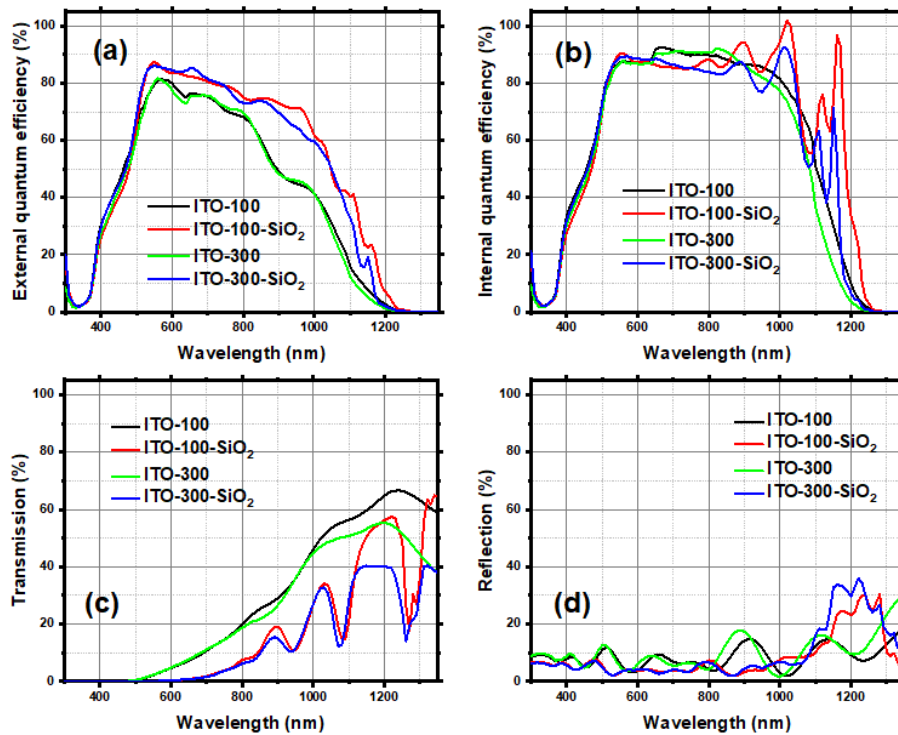 100
80
60
40
20
0
External quantum efficiency (%)
(a)
ITO-100
ITO-100-SiO₂
ITO-300
ITO-300-SiO₂
400 600 800 1000 1200
Wavelength (nm)
100
80
60
40
20
0
Internal quantum efficiency (%)
(b)
ITO-100
ITO-100-SiO₂
ITO-300
ITO-300-SiO₂
400 600 800 1000 1200
Wavelength (nm)
100
80
60
40
20
0
Transmission (%)
ITO-100
ITO-100-SiO₂
ITO-300
ITO-300-SiO₂
(c)
400 600 800 1000 1200
Wavelength (nm)
100
80
60
40
20
0
Reflection (%)
ITO-100
ITO-100-SiO₂
ITO-300
ITO-300-SiO₂
(d)
400 600 800 1000 1200
Wavelength (nm)